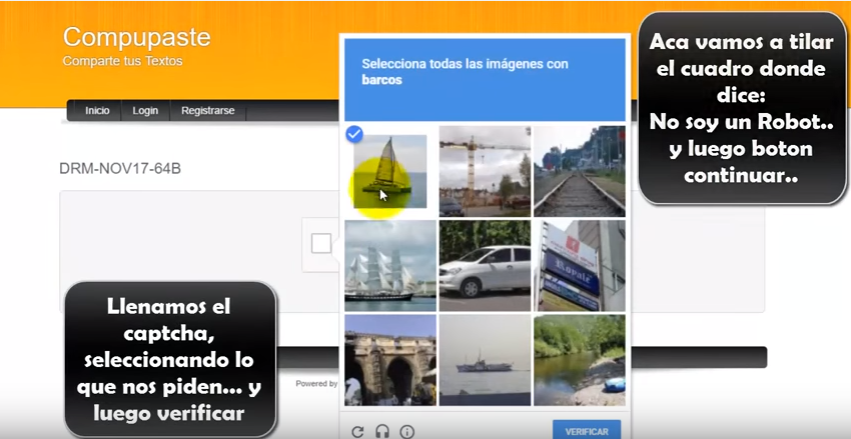 Compupaste
Comparte tus Textos
Inicio Login Registrarse
DRM-NOV17-64B
Selecciona todas las imágenes con
barcos
Aca vamos a tilar
el cuadro donde
dice:
No soy un Robot..
y luego boton
continuar..
Llenamos el
captcha,
seleccionando lo
que nos piden... y
luego verificar
Powered by
VERIFICAR